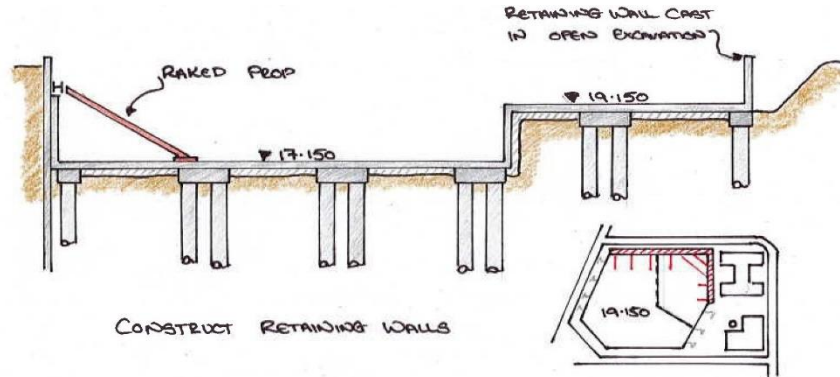 RETAINING WALL CAST
IN OPEN EXCAVATION
RAKED PROP
19.150
17.150
19.150
CONSTRUCT RETAINING WALLS